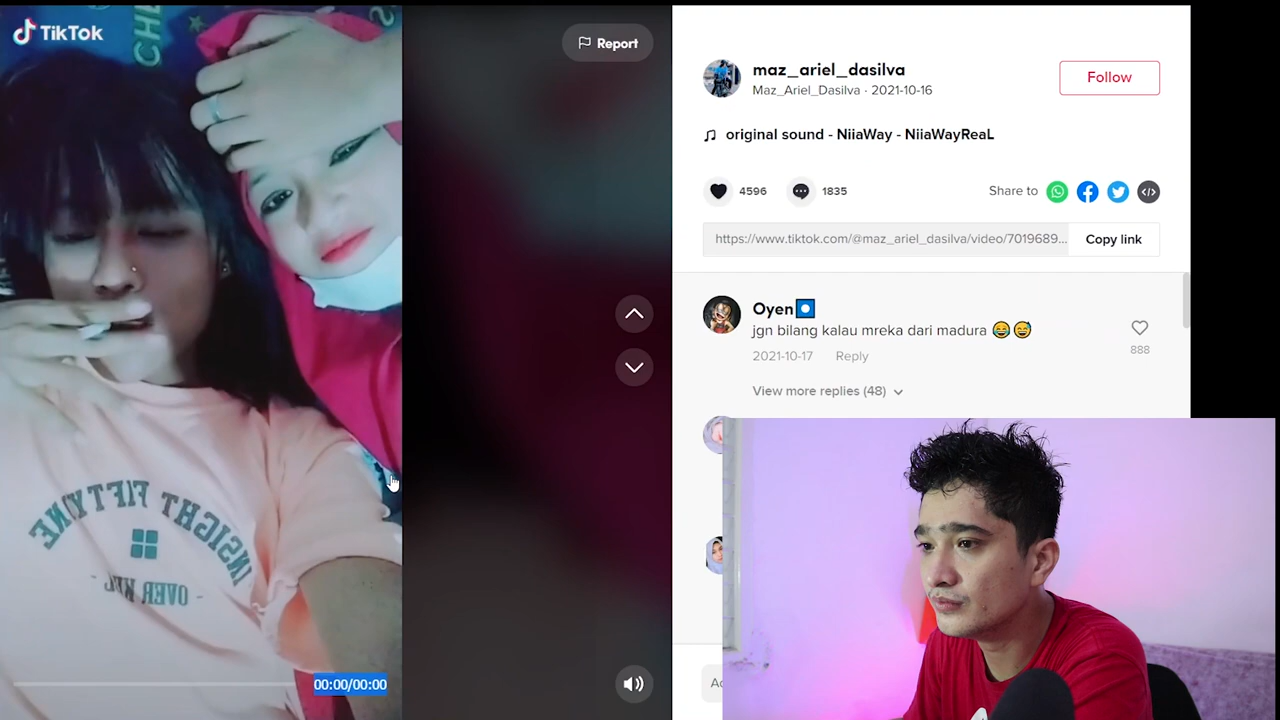 TikTok
Report
INSIGHT FIFTYONE
maz_ariel_dasilva
Maz_Ariel_Dasilva · 2021-10-16
Follow
original sound - NiiaWay - NiiaWayReaL
4596
1835
Share to
https://www.tiktok.com/@maz_ariel_dasilva/video/7019689...
Copy link
Oyen
jgn bilang kalau mreka dari madura 😂😅
2021-10-17
Reply
888
View more replies (48)
00:00/00:00